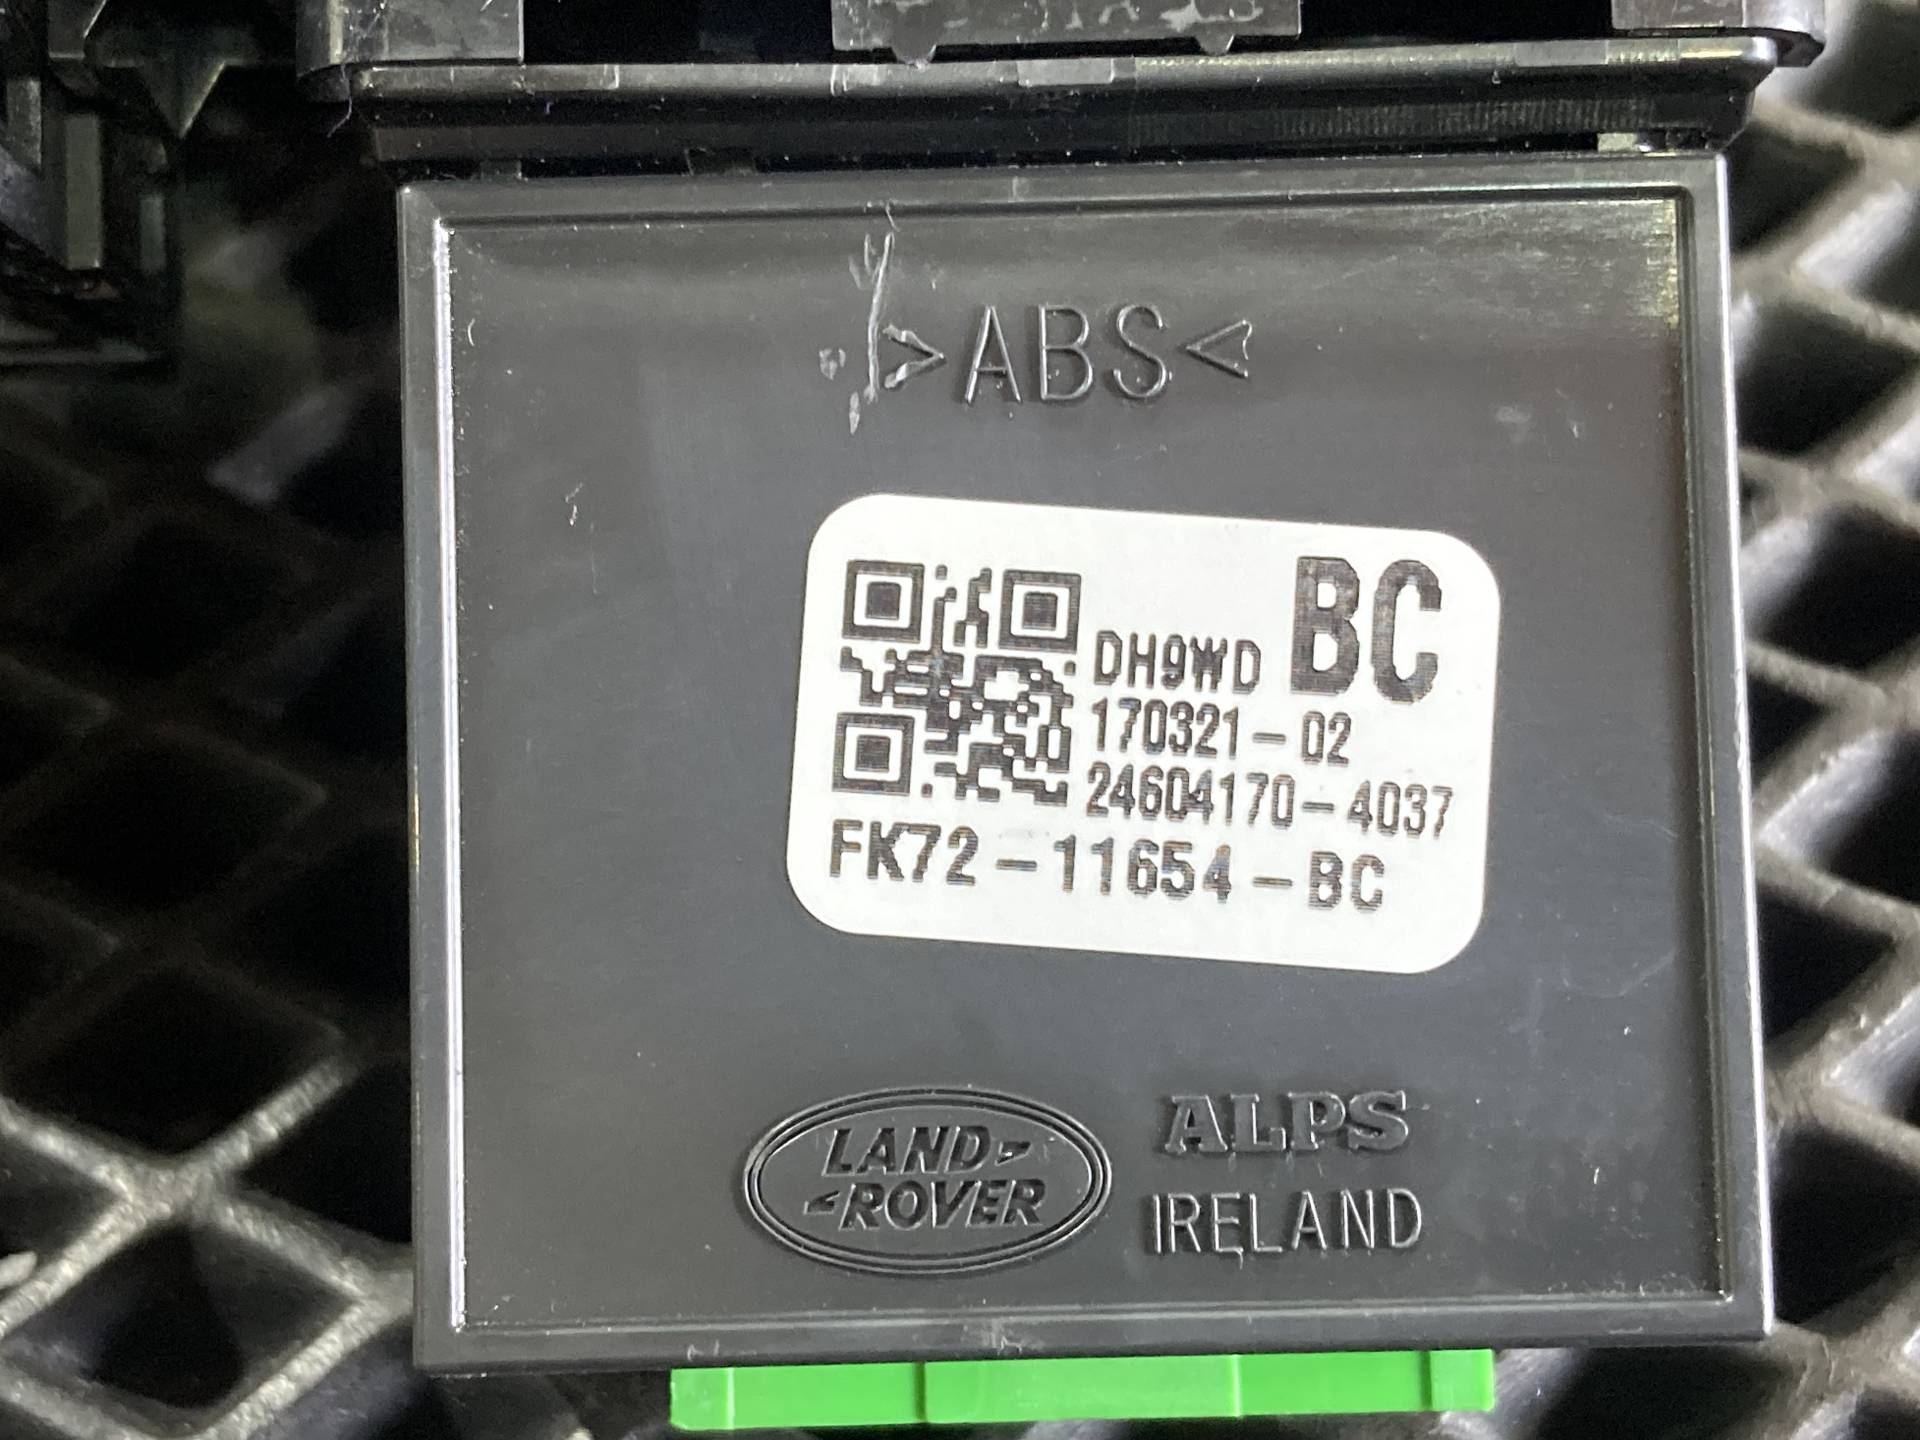 >ABS<
BC
DH9WD
170321-02
24604170-4037
FK72-11654-BC
LAND
ROVER
ALPS
IRELAND